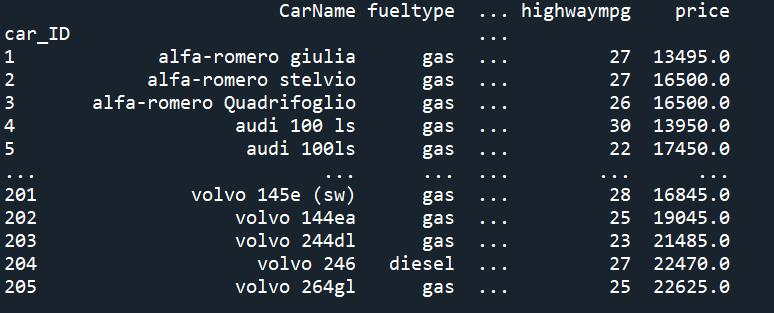 CarName fueltype ... highwaympg price
car_ID ...
1 alfa-romero giulia gas ... 27 13495.0
2 alfa-romero stelvio gas ... 27 16500.0
3 alfa-romero Quadrifoglio gas ... 26 16500.0
4 audi 100 ls gas ... 30 13950.0
5 audi 100ls gas ... 22 17450.0
... ... ... ... ... ...
201 volvo 145e (sw) gas ... 28 16845.0
202 volvo 144ea gas ... 25 19045.0
203 volvo 244dl gas ... 23 21485.0
204 volvo 246 diesel ... 27 22470.0
205 volvo 264gl gas ... 25 22625.0